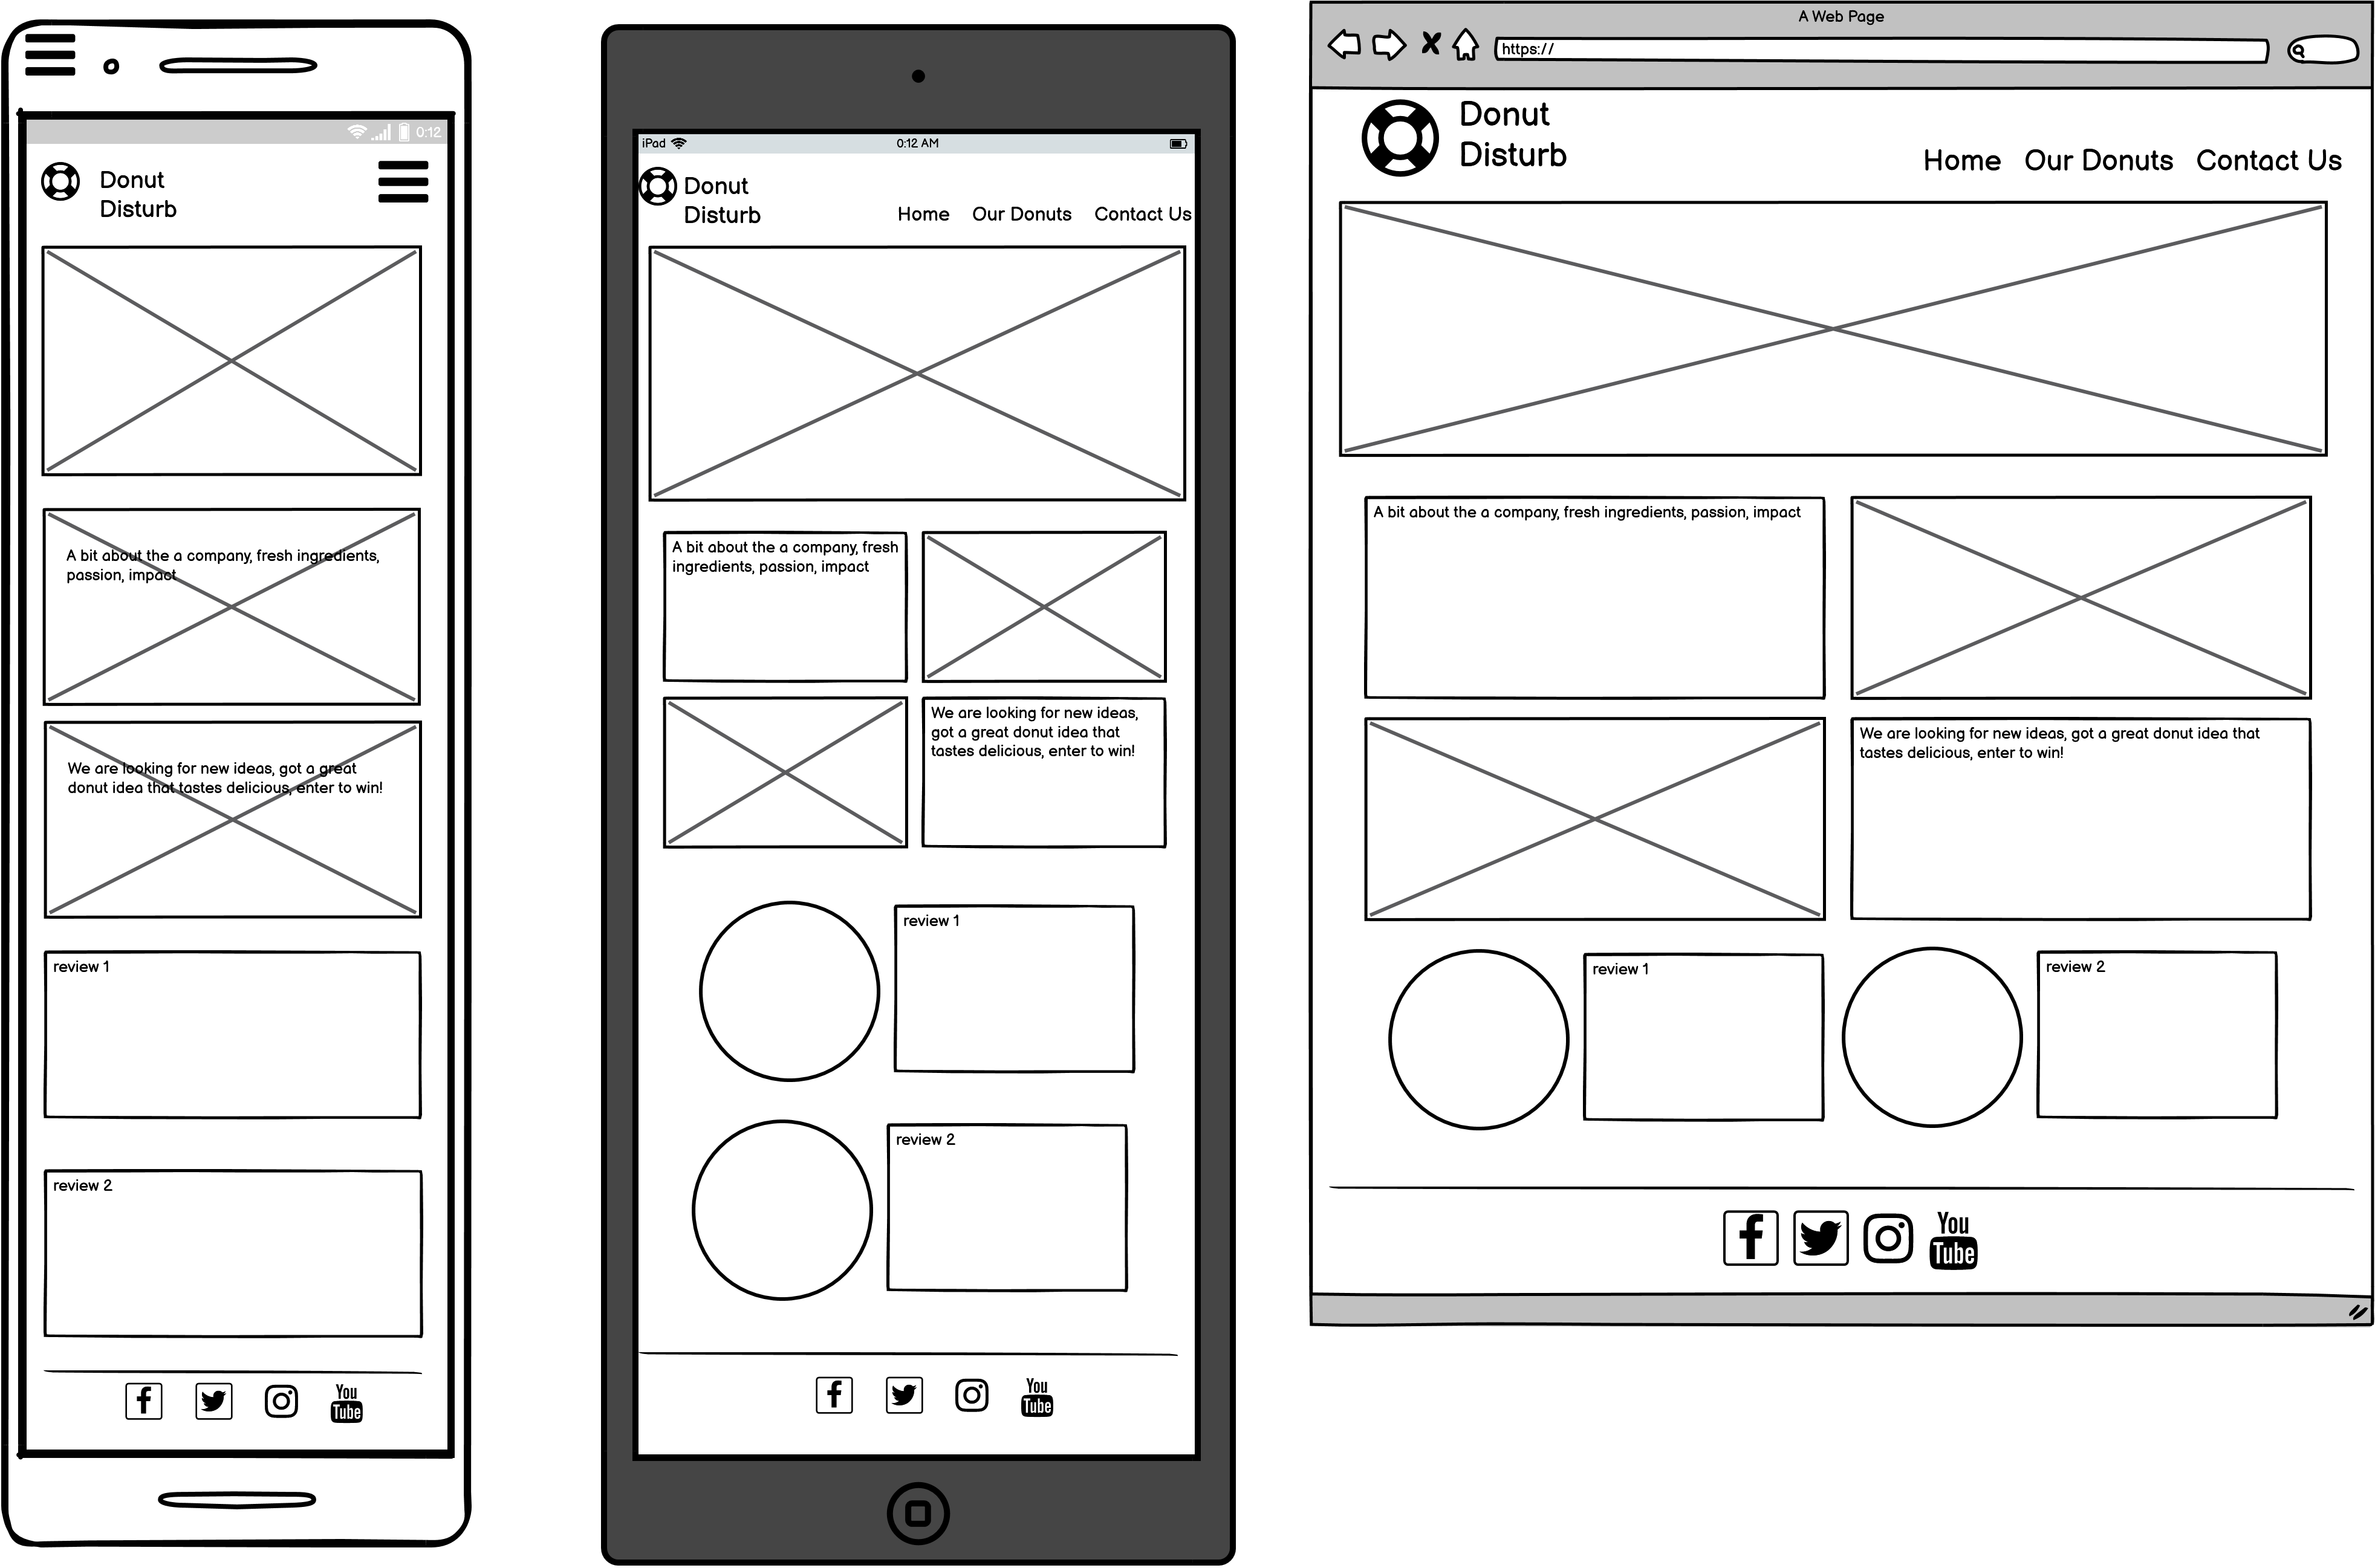 0:12
Donut
Disturb
A bit about the a company, fresh ingredients,
passion, impact
We are looking for new ideas, got a great
donut idea that tastes delicious, enter to win!
review 1
review 2
You
Tube
iPad
0:12 AM
Donut
Disturb
Home Our Donuts Contact Us
A bit about the a company, fresh
ingredients, passion, impact
We are looking for new ideas,
got a great donut idea that
tastes delicious, enter to win!
review 1
review 2
You
Tube
A Web Page
https://
Donut
Disturb
Home Our Donuts Contact Us
A bit about the a company, fresh ingredients, passion, impact
We are looking for new ideas, got a great donut idea that
tastes delicious, enter to win!
review 1
review 2
You
Tube